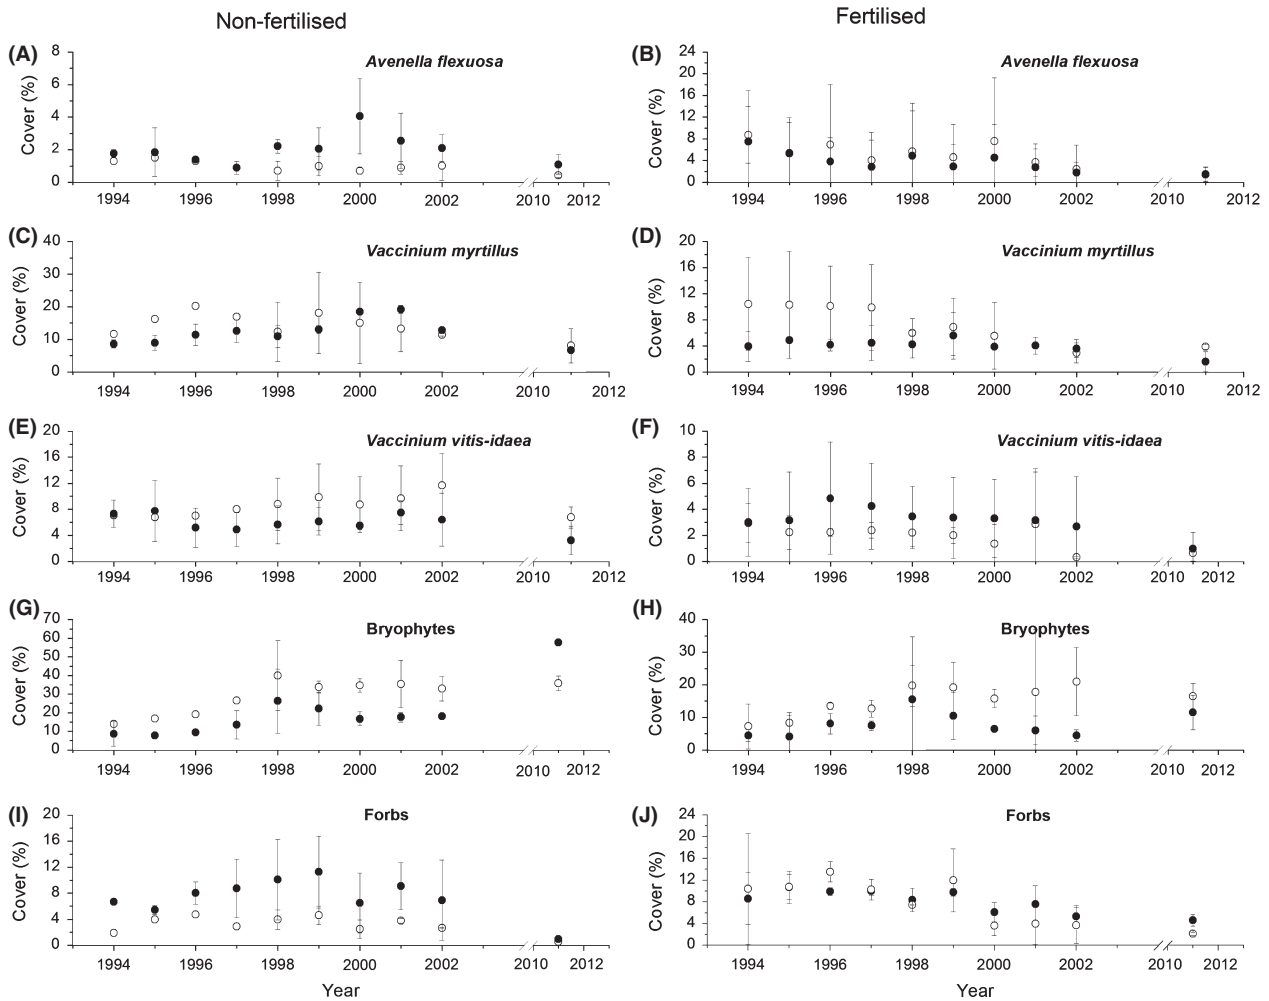 Non-fertilised
Fertilised
(A)
Avenella flexuosa
Cover (%)
8
6
4
2
0
1994 1996 1998 2000 2002 2010 2012
(B)
Avenella flexuosa
Cover (%)
24
20
16
12
8
4
0
1994 1996 1998 2000 2002 2010 2012
(C)
Vaccinium myrtillus
Cover (%)
40
30
20
10
0
1994 1996 1998 2000 2002 2010 2012
(D)
Vaccinium myrtillus
Cover (%)
20
16
12
8
4
0
1994 1996 1998 2000 2002 2010 2012
(E)
Vaccinium vitis-idaea
Cover (%)
20
16
12
8
4
0
1994 1996 1998 2000 2002 2010 2012
(F)
Vaccinium vitis-idaea
Cover (%)
10
8
6
4
2
0
1994 1996 1998 2000 2002 2010 2012
(G)
Bryophytes
Cover (%)
70
60
50
40
30
20
10
0
1994 1996 1998 2000 2002 2010 2012
(H)
Bryophytes
Cover (%)
40
30
20
10
0
1994 1996 1998 2000 2002 2010 2012
(I)
Forbs
Cover (%)
20
16
12
8
4
0
1994 1996 1998 2000 2002 2010 2012
Year
(J)
Forbs
Cover (%)
24
20
16
12
8
4
0
1994 1996 1998 2000 2002 2010 2012
Year